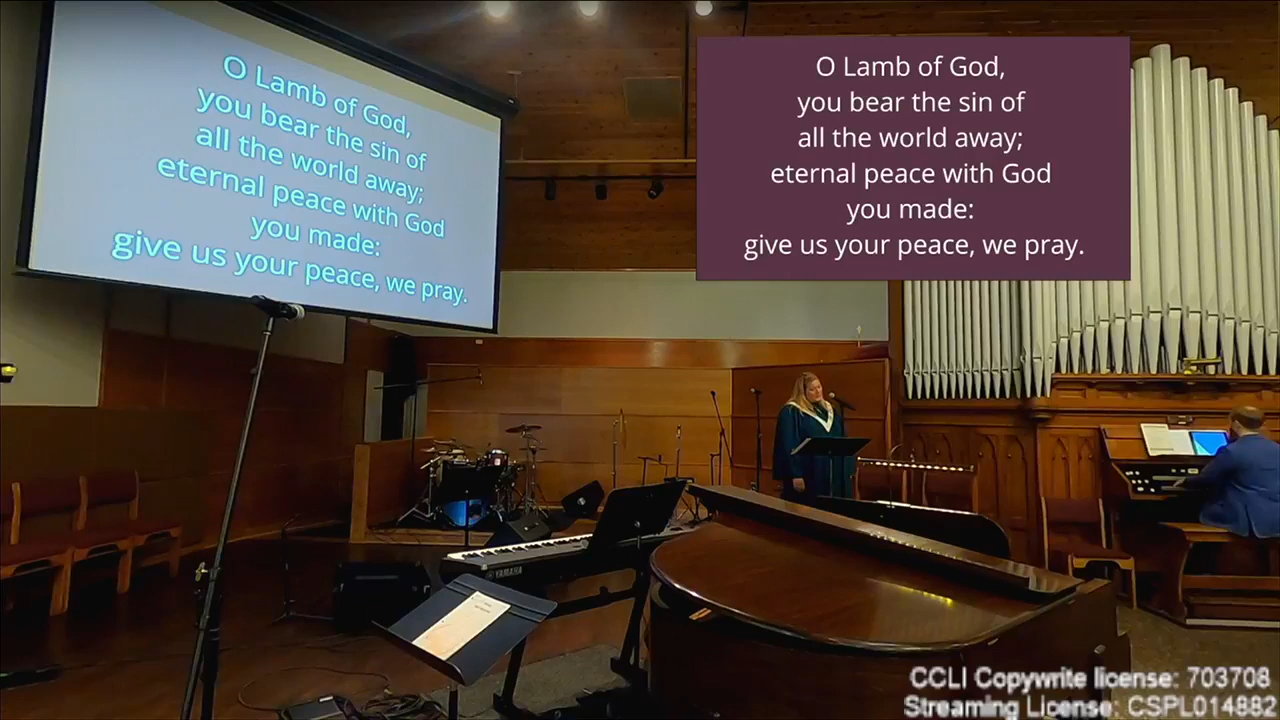 O Lamb of God,
you bear the sin of
all the world away;
eternal peace with God
you made:
give us your peace, we pray.
O Lamb of God,
you bear the sin of
all the world away;
eternal peace with God
you made:
give us your peace, we pray.
YAMAHA
CCLI Copywrite license: 703708
Streaming License: CSPL014882